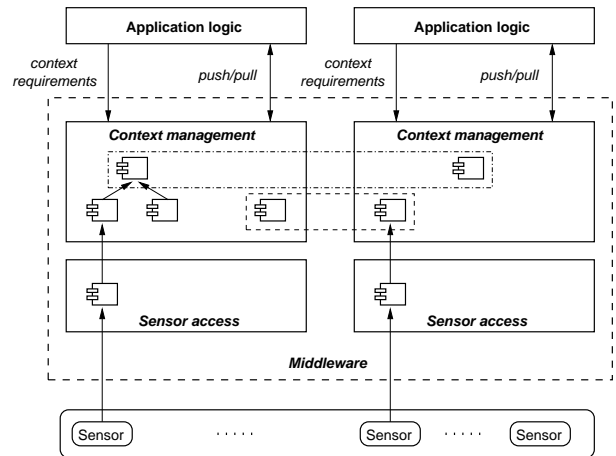 Application logic
Application logic
context
requirements
push/pull
context
requirements
push/pull
Context management
Context management
Sensor access
Sensor access
Middleware
Sensor
. . . . .
Sensor
. . . . .
Sensor